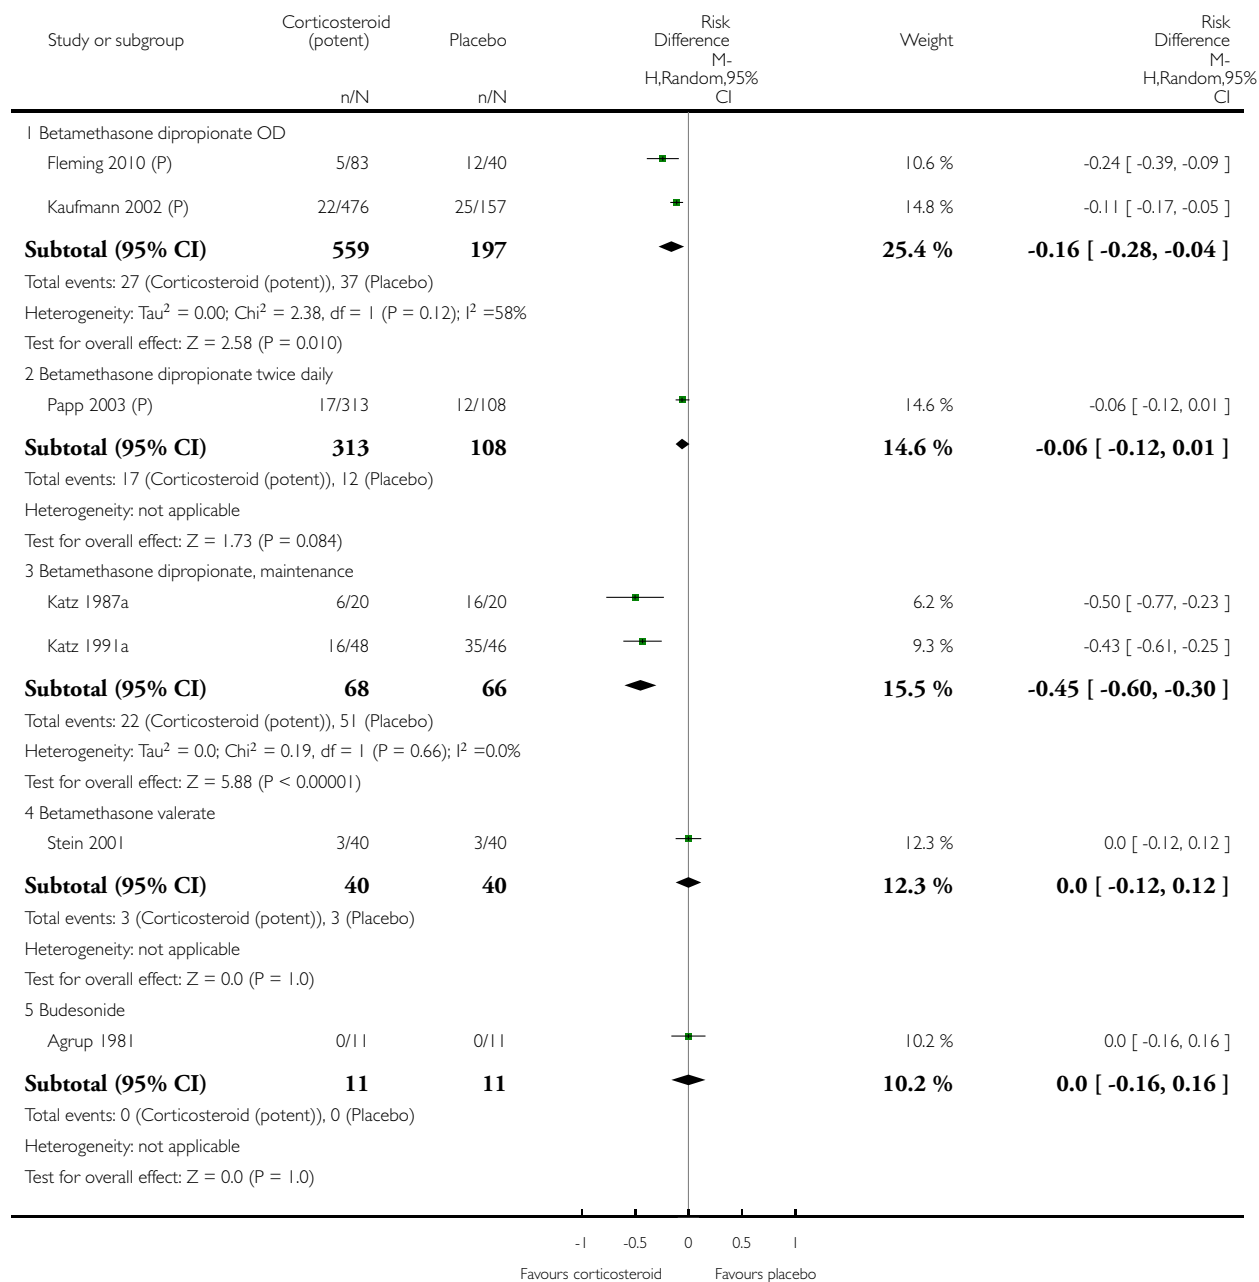 Study or subgroup Corticosteroid (potent) Placebo Risk Difference Weight Risk Difference
M-H,Random,95% CI M-H,Random,95% CI
n/N n/N
1 Betamethasone dipropionate OD
Fleming 2010 (P) 5/83 12/40 10.6 % -0.24 [ -0.39, -0.09 ]
Kaufmann 2002 (P) 22/476 25/157 14.8 % -0.11 [ -0.17, -0.05 ]
Subtotal (95% CI) 559 197 25.4 % -0.16 [ -0.28, -0.04 ]
Total events: 27 (Corticosteroid (potent)), 37 (Placebo)
Heterogeneity: Tau² = 0.00; Chi² = 2.38, df = 1 (P = 0.12); I² =58%
Test for overall effect: Z = 2.58 (P = 0.010)
2 Betamethasone dipropionate twice daily
Papp 2003 (P) 17/313 12/108 14.6 % -0.06 [ -0.12, 0.01 ]
Subtotal (95% CI) 313 108 14.6 % -0.06 [ -0.12, 0.01 ]
Total events: 17 (Corticosteroid (potent)), 12 (Placebo)
Heterogeneity: not applicable
Test for overall effect: Z = 1.73 (P = 0.084)
3 Betamethasone dipropionate, maintenance
Katz 1987a 6/20 16/20 6.2 % -0.50 [ -0.77, -0.23 ]
Katz 1991a 16/48 35/46 9.3 % -0.43 [ -0.61, -0.25 ]
Subtotal (95% CI) 68 66 15.5 % -0.45 [ -0.60, -0.30 ]
Total events: 22 (Corticosteroid (potent)), 51 (Placebo)
Heterogeneity: Tau² = 0.0; Chi² = 0.19, df = 1 (P = 0.66); I² =0.0%
Test for overall effect: Z = 5.88 (P < 0.00001)
4 Betamethasone valerate
Stein 2001 3/40 3/40 12.3 % 0.0 [ -0.12, 0.12 ]
Subtotal (95% CI) 40 40 12.3 % 0.0 [ -0.12, 0.12 ]
Total events: 3 (Corticosteroid (potent)), 3 (Placebo)
Heterogeneity: not applicable
Test for overall effect: Z = 0.0 (P = 1.0)
5 Budesonide
Agrup 1981 0/11 0/11 10.2 % 0.0 [ -0.16, 0.16 ]
Subtotal (95% CI) 11 11 10.2 % 0.0 [ -0.16, 0.16 ]
Total events: 0 (Corticosteroid (potent)), 0 (Placebo)
Heterogeneity: not applicable
Test for overall effect: Z = 0.0 (P = 1.0)
-1 -0.5 0 0.5 1
Favours corticosteroid Favours placebo